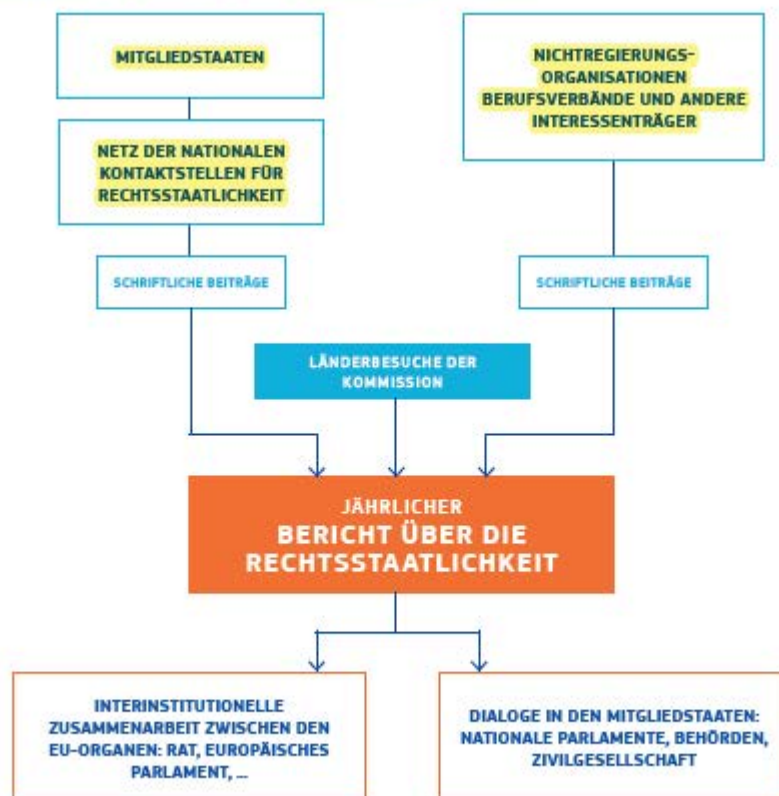 MITGLIEDSTAATEN
NICHTREGIERUNGS-
ORGANISATIONEN
BERUFSVERBÄNDE UND ANDERE
INTERESSENTRÄGER
NETZ DER NATIONALEN
KONTAKTSTELLEN FÜR
RECHTSSTAATLICHKEIT
SCHRIFTLICHE BEITRÄGE
SCHRIFTLICHE BEITRÄGE
LÄNDERBESUCHE DER
KOMMISSION
JÄHRLICHER
BERICHT ÜBER DIE
RECHTSSTAATLICHKEIT
INTERINSTITUTIONELLE
ZUSAMMENARBEIT ZWISCHEN DEN
EU-ORGANEN: RAT, EUROPÄISCHES
PARLAMENT, ...
DIALOGE IN DEN MITGLIEDSTAATEN:
NATIONALE PARLAMENTE, BEHÖRDEN,
ZIVILGESELLSCHAFT